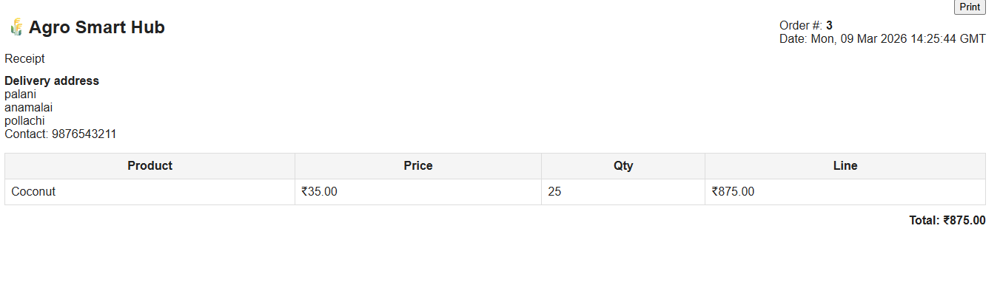 Print
Agro Smart Hub
Order #: 3
Date: Mon, 09 Mar 2026 14:25:44 GMT
Receipt
Delivery address
palani
anamalai
pollachi
Contact: 9876543211
Product Price Qty Line
Coconut ₹35.00 25 ₹875.00
Total: ₹875.00